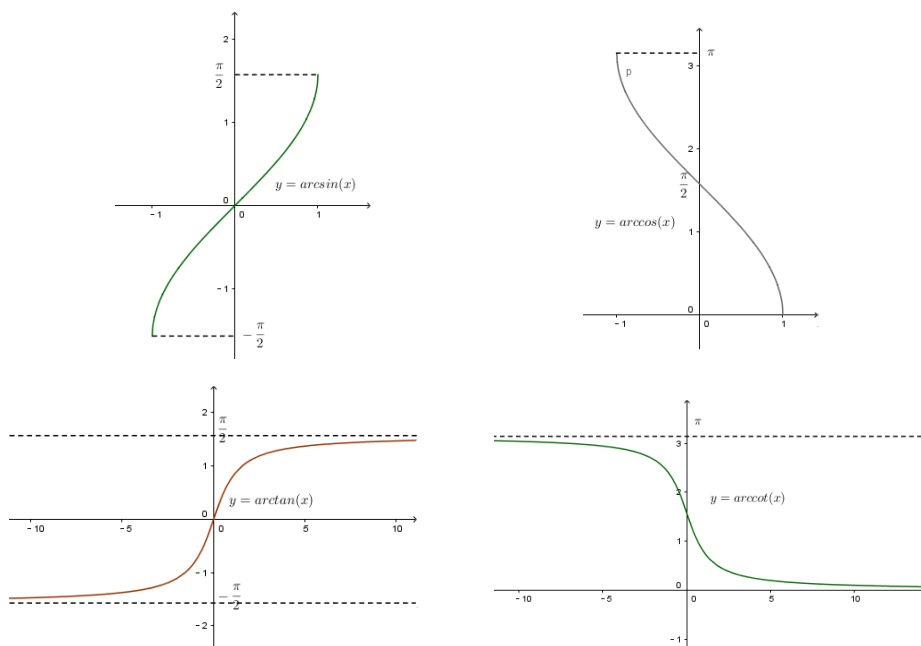 2
π/2
1
y = arcsin(x)
0
-1 0 1
-1
-π/2
π
3
p
2
π/2
y = arccos(x)
1
0
-1 0 1
2
π/2
1
y = arctan(x)
0
-10 -5 0 5 10
-1
-π/2
-2
π
3
2
y = arccot(x)
1
0
-10 -5 0 5 10
-1